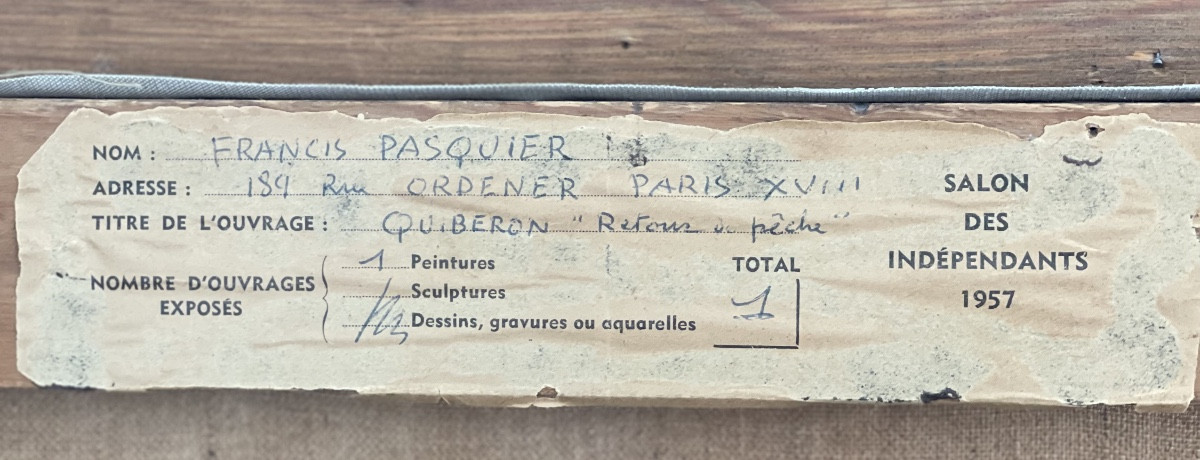 NOM : FRANCIS PASQUIER
ADRESSE : 189 Rue ORDENER PARIS XVIII
TITRE DE L'OUVRAGE : QUIBERON "Retour de pêche"
NOMBRE D'OUVRAGES
EXPOSÉS
1 Peintures
Sculptures
Dessins, gravures ou aquarelles
TOTAL
1
SALON
DES
INDÉPENDANTS
1957